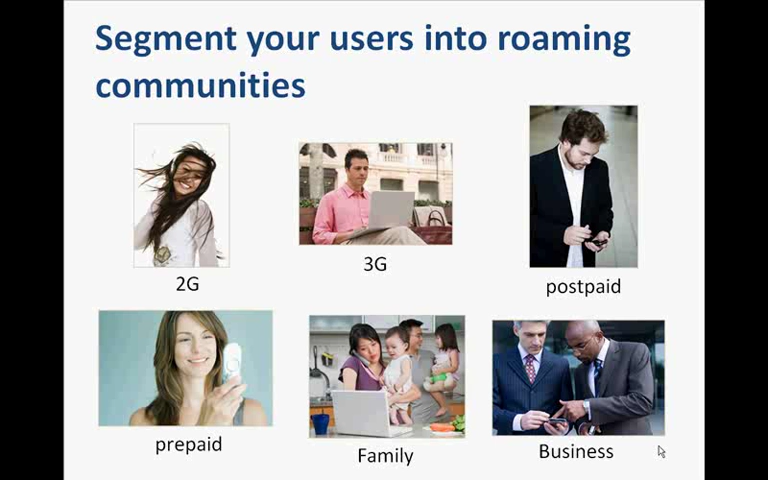 Segment your users into roaming
communities
2G
3G
postpaid
prepaid
Family
Business